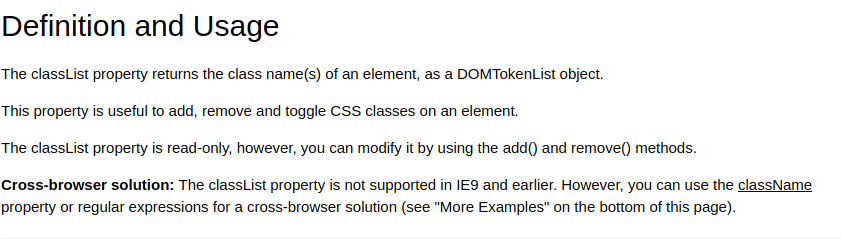 Definition and Usage
The classList property returns the class name(s) of an element, as a DOMTokenList object.
This property is useful to add, remove and toggle CSS classes on an element.
The classList property is read-only, however, you can modify it by using the add() and remove() methods.
Cross-browser solution: The classList property is not supported in IE9 and earlier. However, you can use the className
property or regular expressions for a cross-browser solution (see "More Examples" on the bottom of this page).